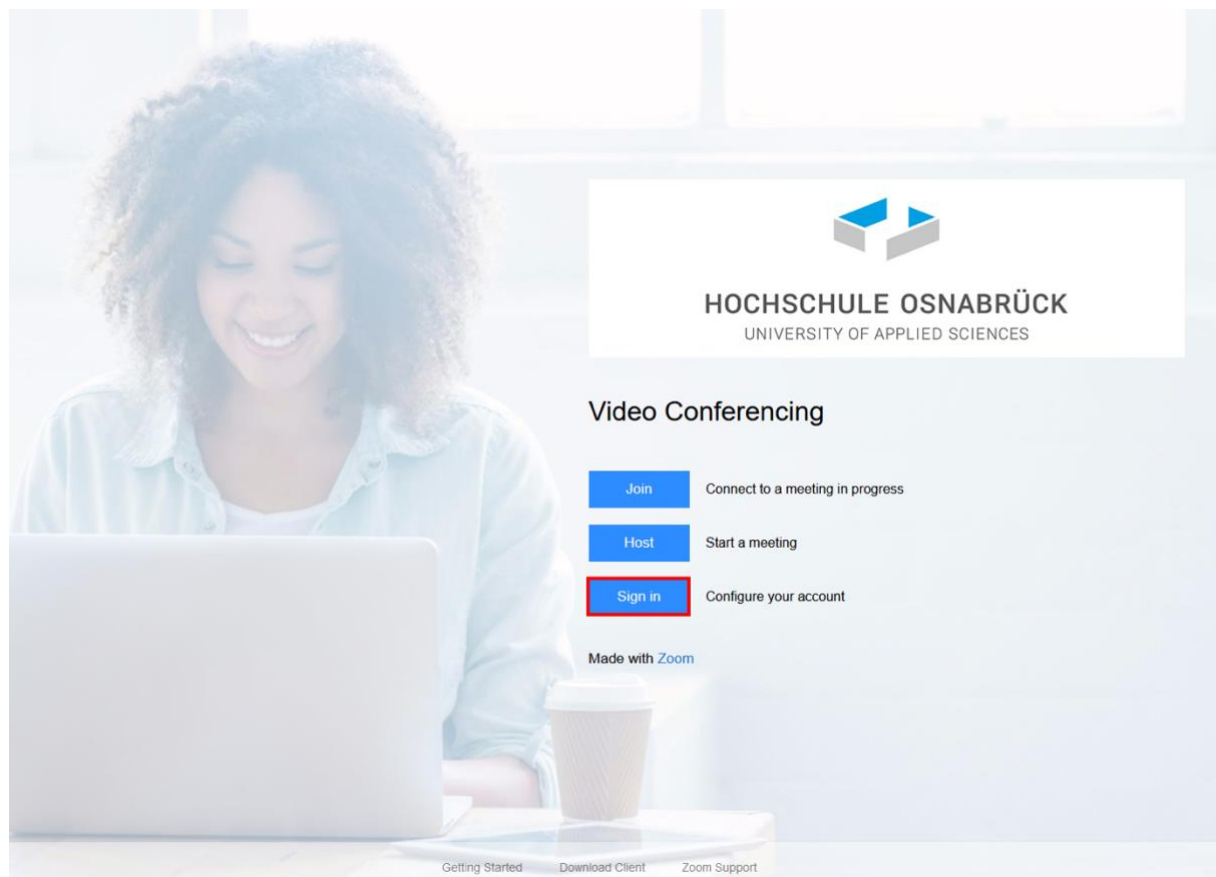 HOCHSCHULE OSNABRÜCK
UNIVERSITY OF APPLIED SCIENCES
Video Conferencing
Join Connect to a meeting in progress
Host Start a meeting
Sign in Configure your account
Made with Zoom
Getting Started Download Client Zoom Support